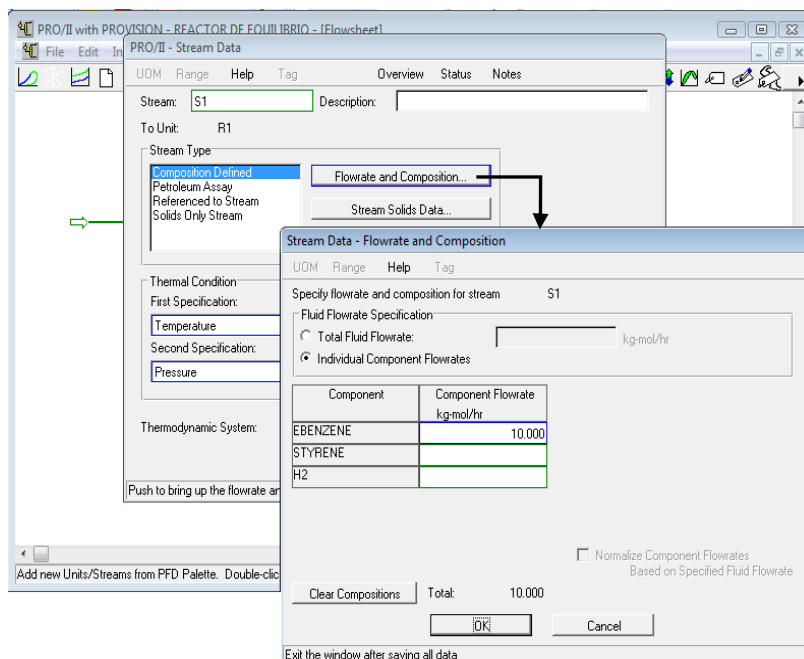 PRO/II with PROVISION - REACTOR DE EQUILIBRIO - [Flowsheet]
File Edit In
PRO/II - Stream Data
UOM Range Help Tag Overview Status Notes
Stream: S1 Description:
To Unit: R1
Stream Type
Composition Defined
Petroleum Assay
Referenced to Stream
Solids Only Stream
Flowrate and Composition...
Stream Solids Data...
Thermal Condition
First Specification:
Temperature
Second Specification:
Pressure
Thermodynamic System:
Push to bring up the flowrate an
Add new Units/Streams from PFD Palette. Double-clic
Stream Data - Flowrate and Composition
UOM Range Help Tag
Specify flowrate and composition for stream S1
Fluid Flowrate Specification
Total Fluid Flowrate: kg-mol/hr
Individual Component Flowrates
Component Component Flowrate
kg-mol/hr
EBENZENE 10.000
STYRENE
H2
Normalize Component Flowrates
Based on Specified Fluid Flowrate
Clear Compositions Total: 10.000
OK Cancel
Exit the window after saving all data